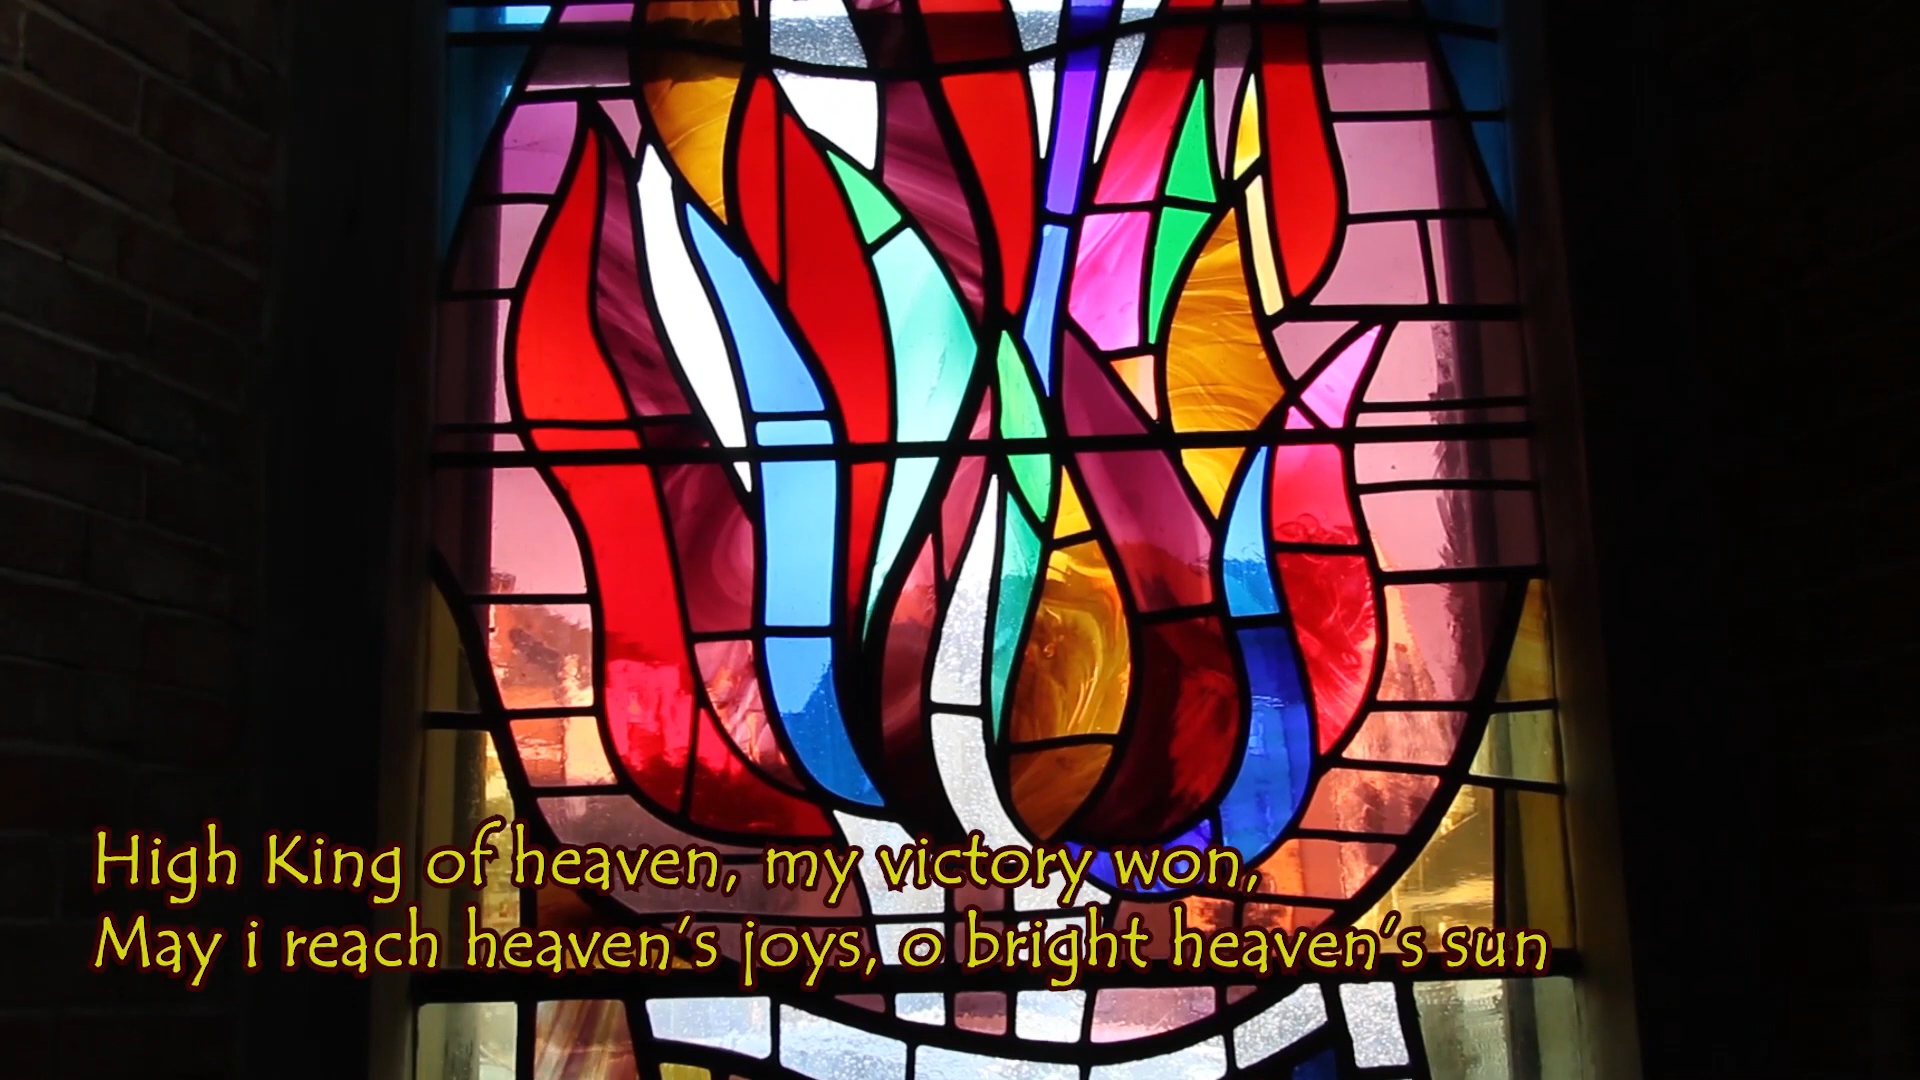 High King of heaven, my victory won,
May i reach heaven's joys, o bright heaven's sun